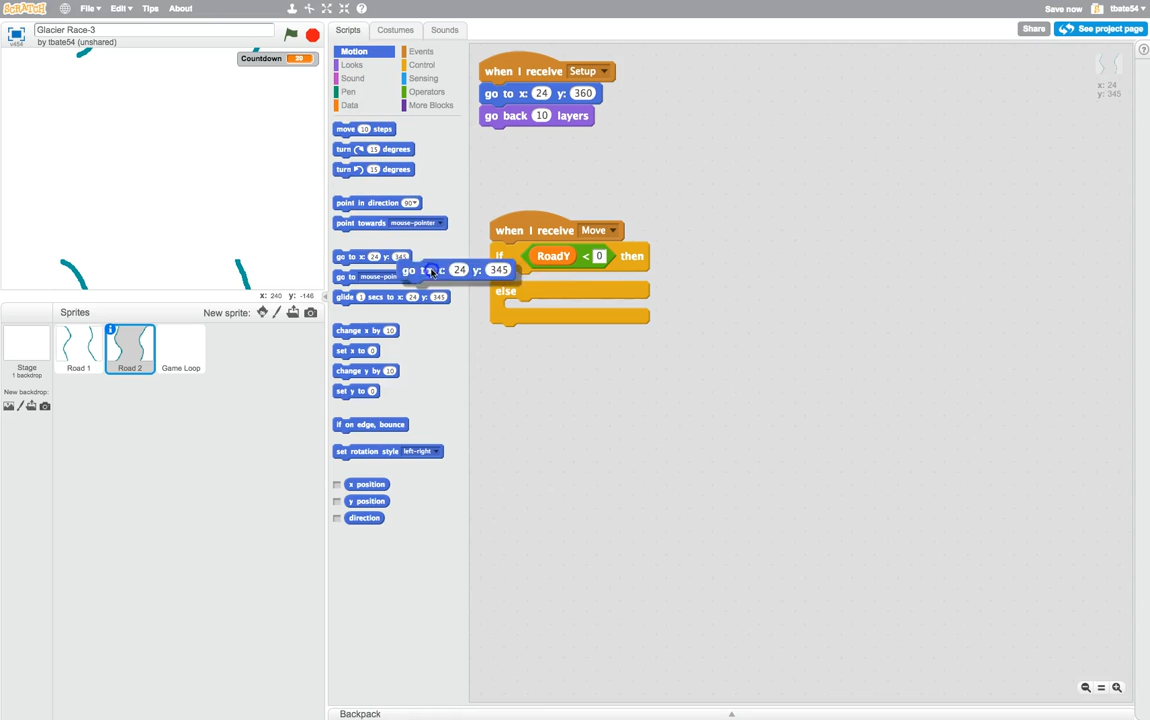 SCRATCH File Edit Tips About Save now tbate54
v454 Glacier Race-3
by tbate54 (unshared)
Scripts Costumes Sounds Share See project page
Countdown 20
Motion Events
Looks Control
Sound Sensing
Pen Operators
Data More Blocks
move 10 steps
turn 15 degrees
turn 15 degrees
point in direction 90
point towards mouse-pointer
go to x: 24 y: 345
go to
glide 1 secs to x: 24 y: 345
change x by 10
set x to 0
change y by 10
set y to 0
if on edge, bounce
set rotation style left-right
x position
y position
direction
when I receive Setup
go to x: 24 y: 360
go back 10 layers
x: 24
y: 345
when I receive Move
if RoadY < 0 then
else
go to x: 24 y: 345
x: 240 y: -146
Sprites New sprite:
Stage
1 backdrop
New backdrop:
Road 1 Road 2 Game Loop
Backpack